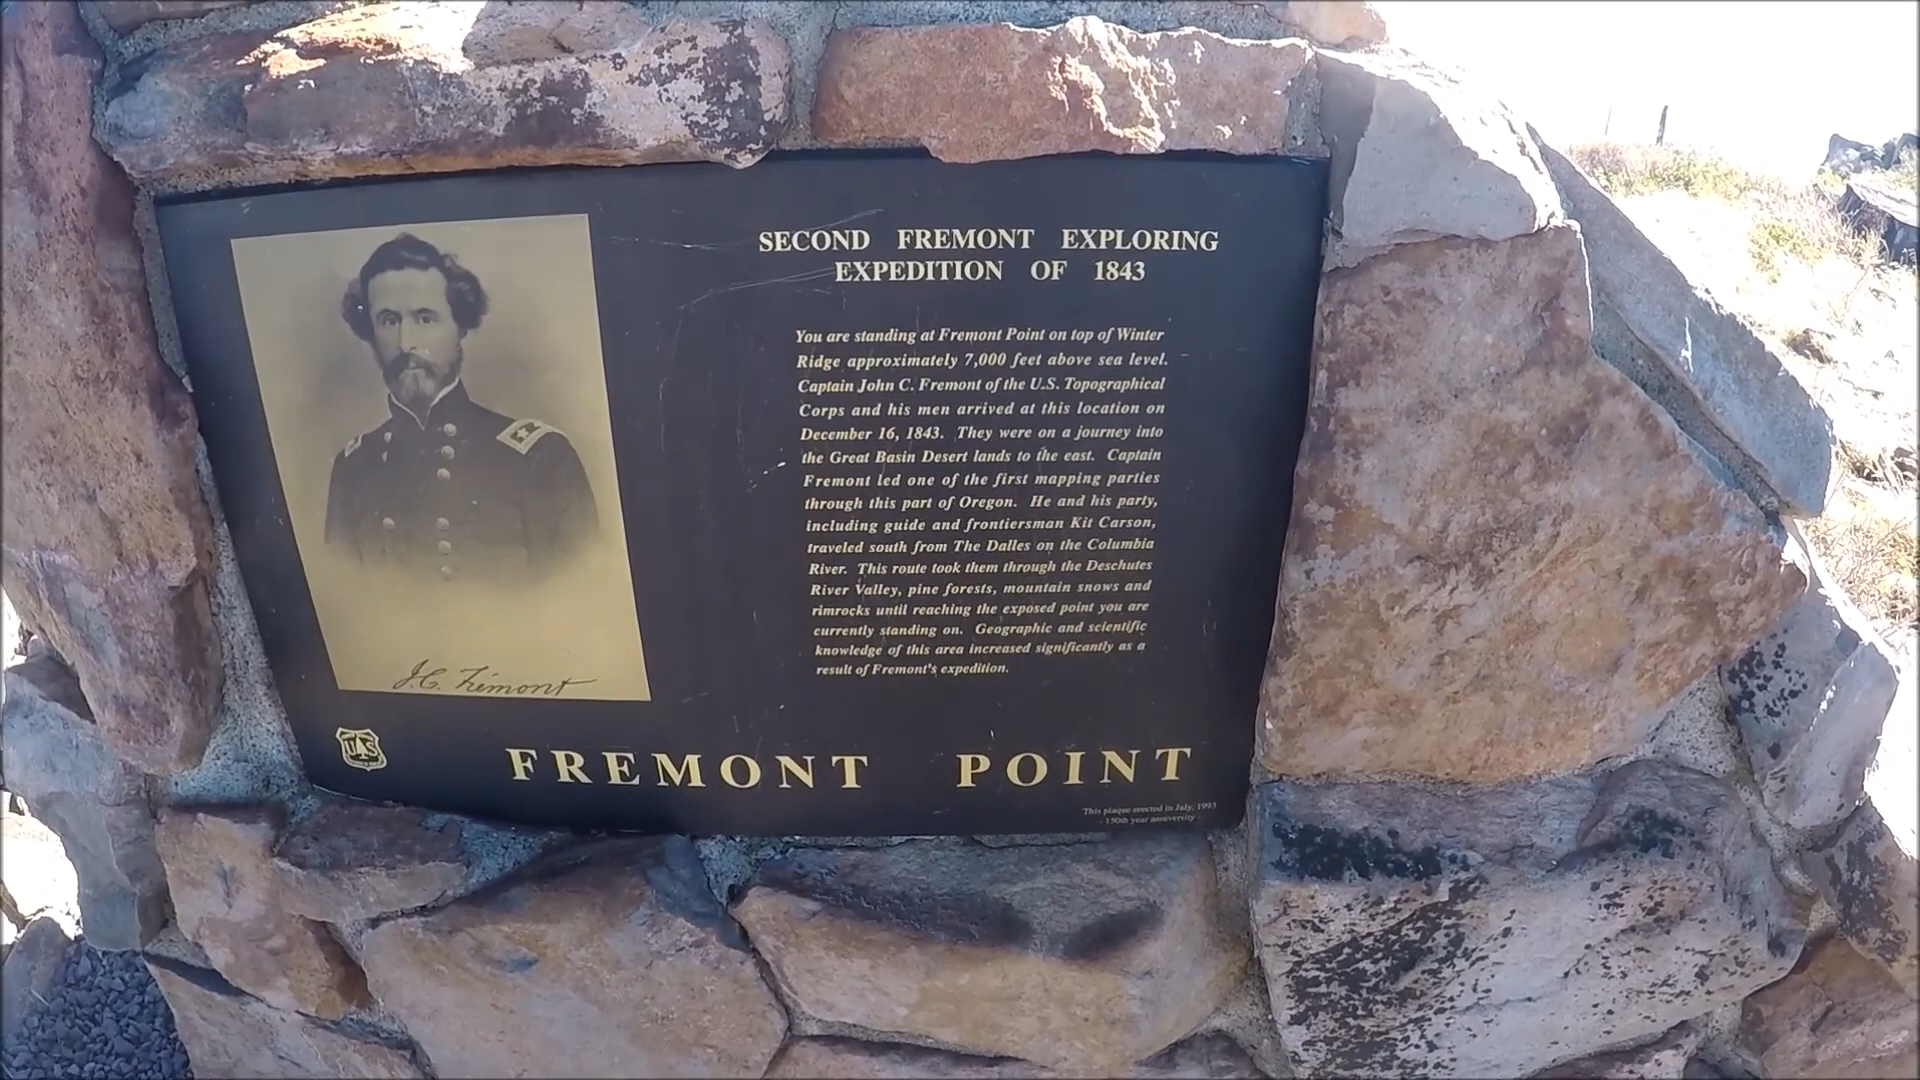 SECOND FREMONT EXPLORING
EXPEDITION OF 1843
You are standing at Fremont Point on top of Winter
Ridge approximately 7,000 feet above sea level.
Captain John C. Fremont of the U.S. Topographical
Corps and his men arrived at this location on
December 16, 1843. They were on a journey into
the Great Basin Desert lands to the east. Captain
Fremont led one of the first mapping parties
through this part of Oregon. He and his party,
including guide and frontiersman Kit Carson,
traveled south from The Dalles on the Columbia
River. This route took them through the Deschutes
River Valley, pine forests, mountain snows and
rimrocks until reaching the exposed point you are
currently standing on. Geographic and scientific
knowledge of this area increased significantly as a
result of Fremont's expedition.
J.C. Frémont
U S
FREMONT POINT
This plaque erected in July, 1993
- 150th year anniversary -